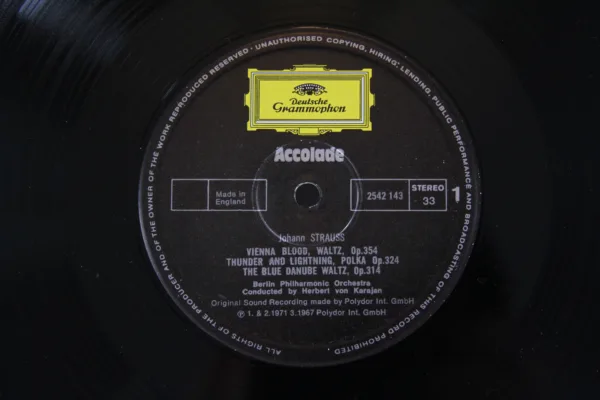 · UNAUTHORISED COPYING, HIRING, LENDING, PUBLIC PERFORMANCE AND BROADCASTING OF THIS RECORD PROHIBITED
ALL RIGHTS OF THE PRODUCER AND OF THE OWNER OF THE WORK REPRODUCED RESERVED
Deutsche
Grammophon
Accolade
Made in
England
2542 143
STEREO
33
1
Johann STRAUSS
VIENNA BLOOD, WALTZ, Op.354
THUNDER AND LIGHTNING, POLKA Op.324
THE BLUE DANUBE WALTZ, Op.314
Berlin Philharmonic Orchestra
Conducted by Herbert von Karajan
Original Sound Recording made by Polydor Int. GmbH
℗ 1. & 2.1971 3.1967 Polydor Int. GmbH